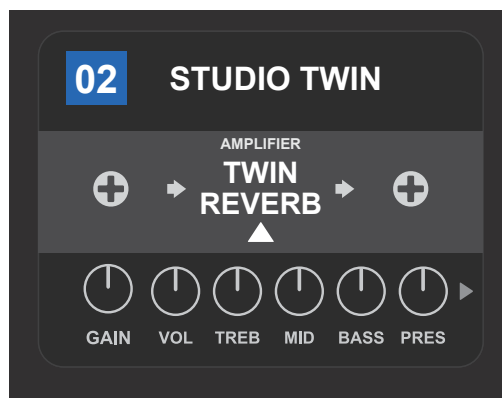 02 STUDIO TWIN
AMPLIFIER
TWIN
REVERB
GAIN VOL TREB MID BASS PRES